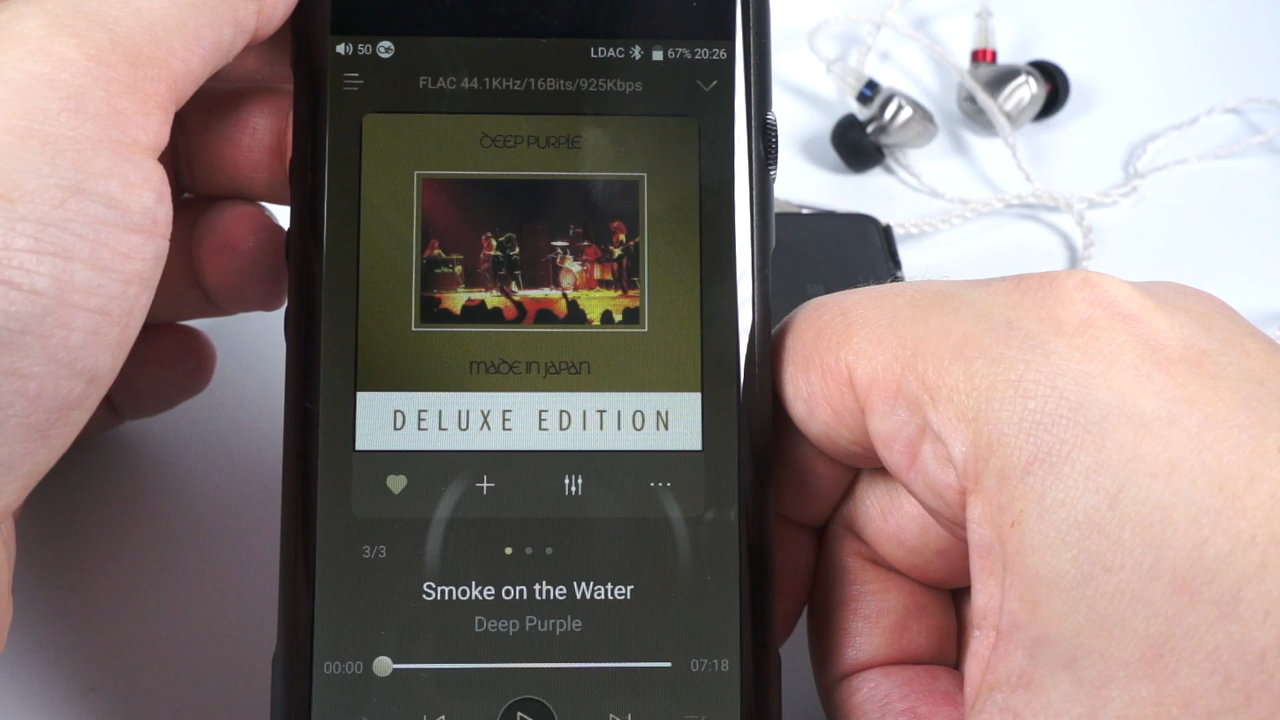 50
LDAC 67% 20:26
FLAC 44.1KHz/16Bits/925Kbps
DEEP PURPLE
MADE IN JAPAN
DELUXE EDITION
3/3
Smoke on the Water
Deep Purple
00:00 07:18